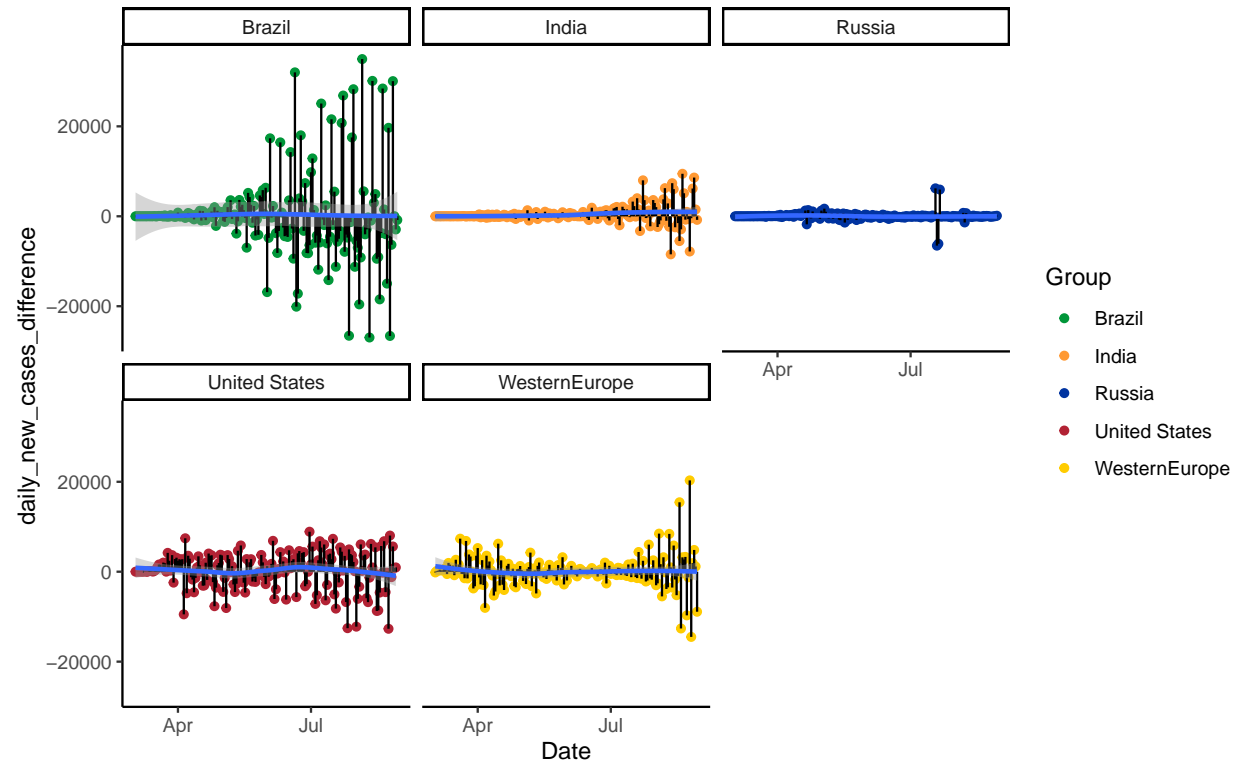 Brazil
India
Russia
20000
0
−20000
Apr
Jul
United States
WesternEurope
20000
0
−20000
Apr
Jul
Apr
Jul
Date
daily_new_cases_difference
Group
Brazil
India
Russia
United States
WesternEurope